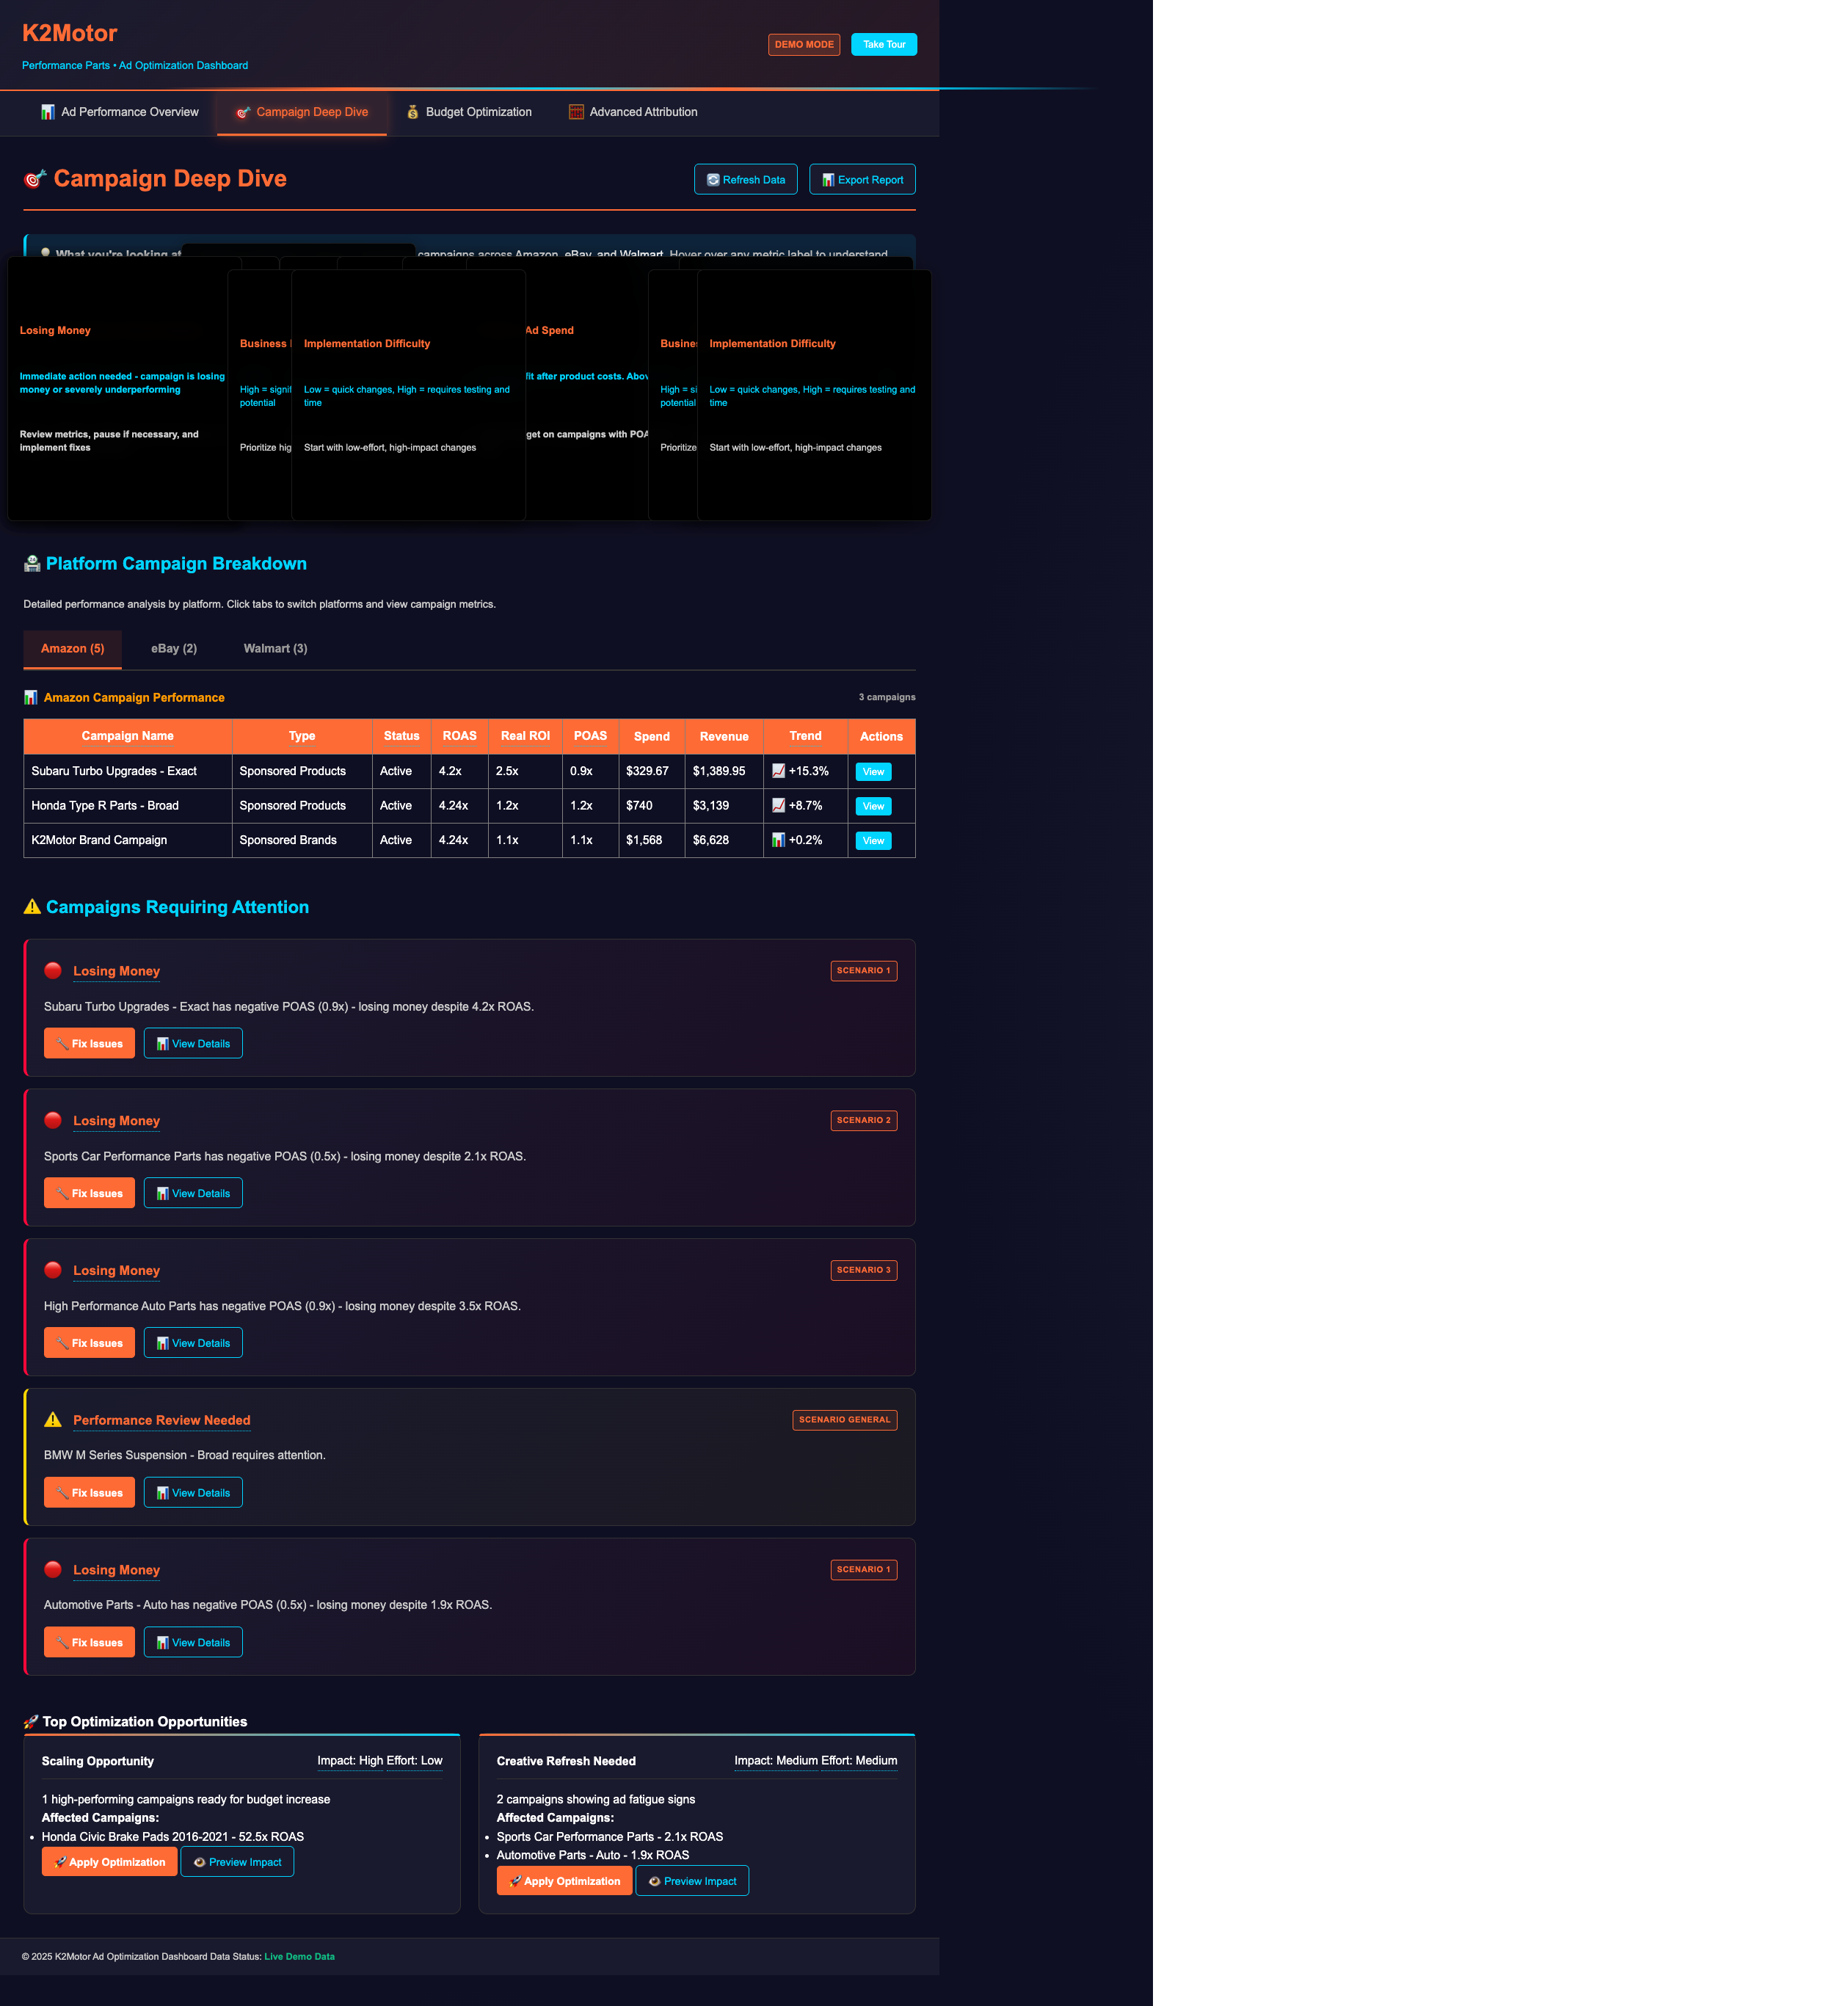 K2Motor
Performance Parts • Ad Optimization Dashboard
DEMO MODE
Take Tour
Ad Performance Overview
Campaign Deep Dive
Budget Optimization
Advanced Attribution
Campaign Deep Dive
Refresh Data
Export Report
What you're looking at
campaigns across Amazon, eBay, and Walmart. Hover over any metric label to understand
Losing Money
Immediate action needed - campaign is losing
money or severely underperforming
Review metrics, pause if necessary, and
implement fixes
Business
High =
potential
Prioritize
Implementation Difficulty
Low = quick changes, High = requires testing and
time
Start with low-effort, high-impact changes
Ad Spend
after product costs.
on campaigns with
High =
potential
Prioritize
Implementation Difficulty
Low = quick changes, High = requires testing and
time
Start with low-effort, high-impact changes
Platform Campaign Breakdown
Detailed performance analysis by platform. Click tabs to switch platforms and view campaign metrics.
Amazon (5)
eBay (2)
Walmart (3)
Amazon Campaign Performance
3 campaigns
Campaign Name Type Status ROAS Real ROI POAS Spend Revenue Trend Actions
Subaru Turbo Upgrades - Exact Sponsored Products Active 4.2x 2.5x 0.9x $329.67 $1,389.95 +15.3% View
Honda Type R Parts - Broad Sponsored Products Active 4.24x 1.2x 1.2x $740 $3,139 +8.7% View
K2Motor Brand Campaign Sponsored Brands Active 4.24x 1.1x 1.1x $1,568 $6,628 +0.2% View
Campaigns Requiring Attention
Losing Money
SCENARIO 1
Subaru Turbo Upgrades - Exact has negative POAS (0.9x) - losing money despite 4.2x ROAS.
Fix Issues
View Details
Losing Money
SCENARIO 2
Sports Car Performance Parts has negative POAS (0.5x) - losing money despite 2.1x ROAS.
Fix Issues
View Details
Losing Money
SCENARIO 3
High Performance Auto Parts has negative POAS (0.9x) - losing money despite 3.5x ROAS.
Fix Issues
View Details
Performance Review Needed
SCENARIO GENERAL
BMW M Series Suspension - Broad requires attention.
Fix Issues
View Details
Losing Money
SCENARIO 1
Automotive Parts - Auto has negative POAS (0.5x) - losing money despite 1.9x ROAS.
Fix Issues
View Details
Top Optimization Opportunities
Scaling Opportunity
Impact: High Effort: Low
1 high-performing campaigns ready for budget increase
Affected Campaigns:
• Honda Civic Brake Pads 2016-2021 - 52.5x ROAS
Apply Optimization
Preview Impact
Creative Refresh Needed
Impact: Medium Effort: Medium
2 campaigns showing ad fatigue signs
Affected Campaigns:
• Sports Car Performance Parts - 2.1x ROAS
• Automotive Parts - Auto - 1.9x ROAS
Apply Optimization
Preview Impact
© 2025 K2Motor Ad Optimization Dashboard Data Status: Live Demo Data